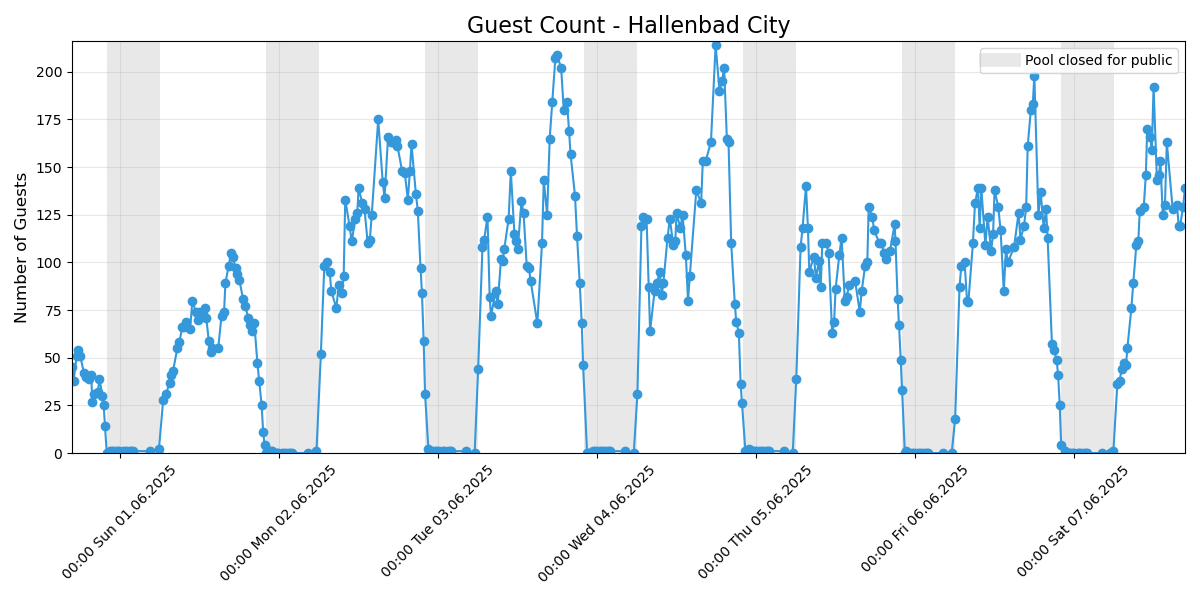 Guest Count - Hallenbad City
Pool closed for public
Number of Guests
200
175
150
125
100
75
50
25
0
00:00 Sun 01.06.2025
00:00 Mon 02.06.2025
00:00 Tue 03.06.2025
00:00 Wed 04.06.2025
00:00 Thu 05.06.2025
00:00 Fri 06.06.2025
00:00 Sat 07.06.2025